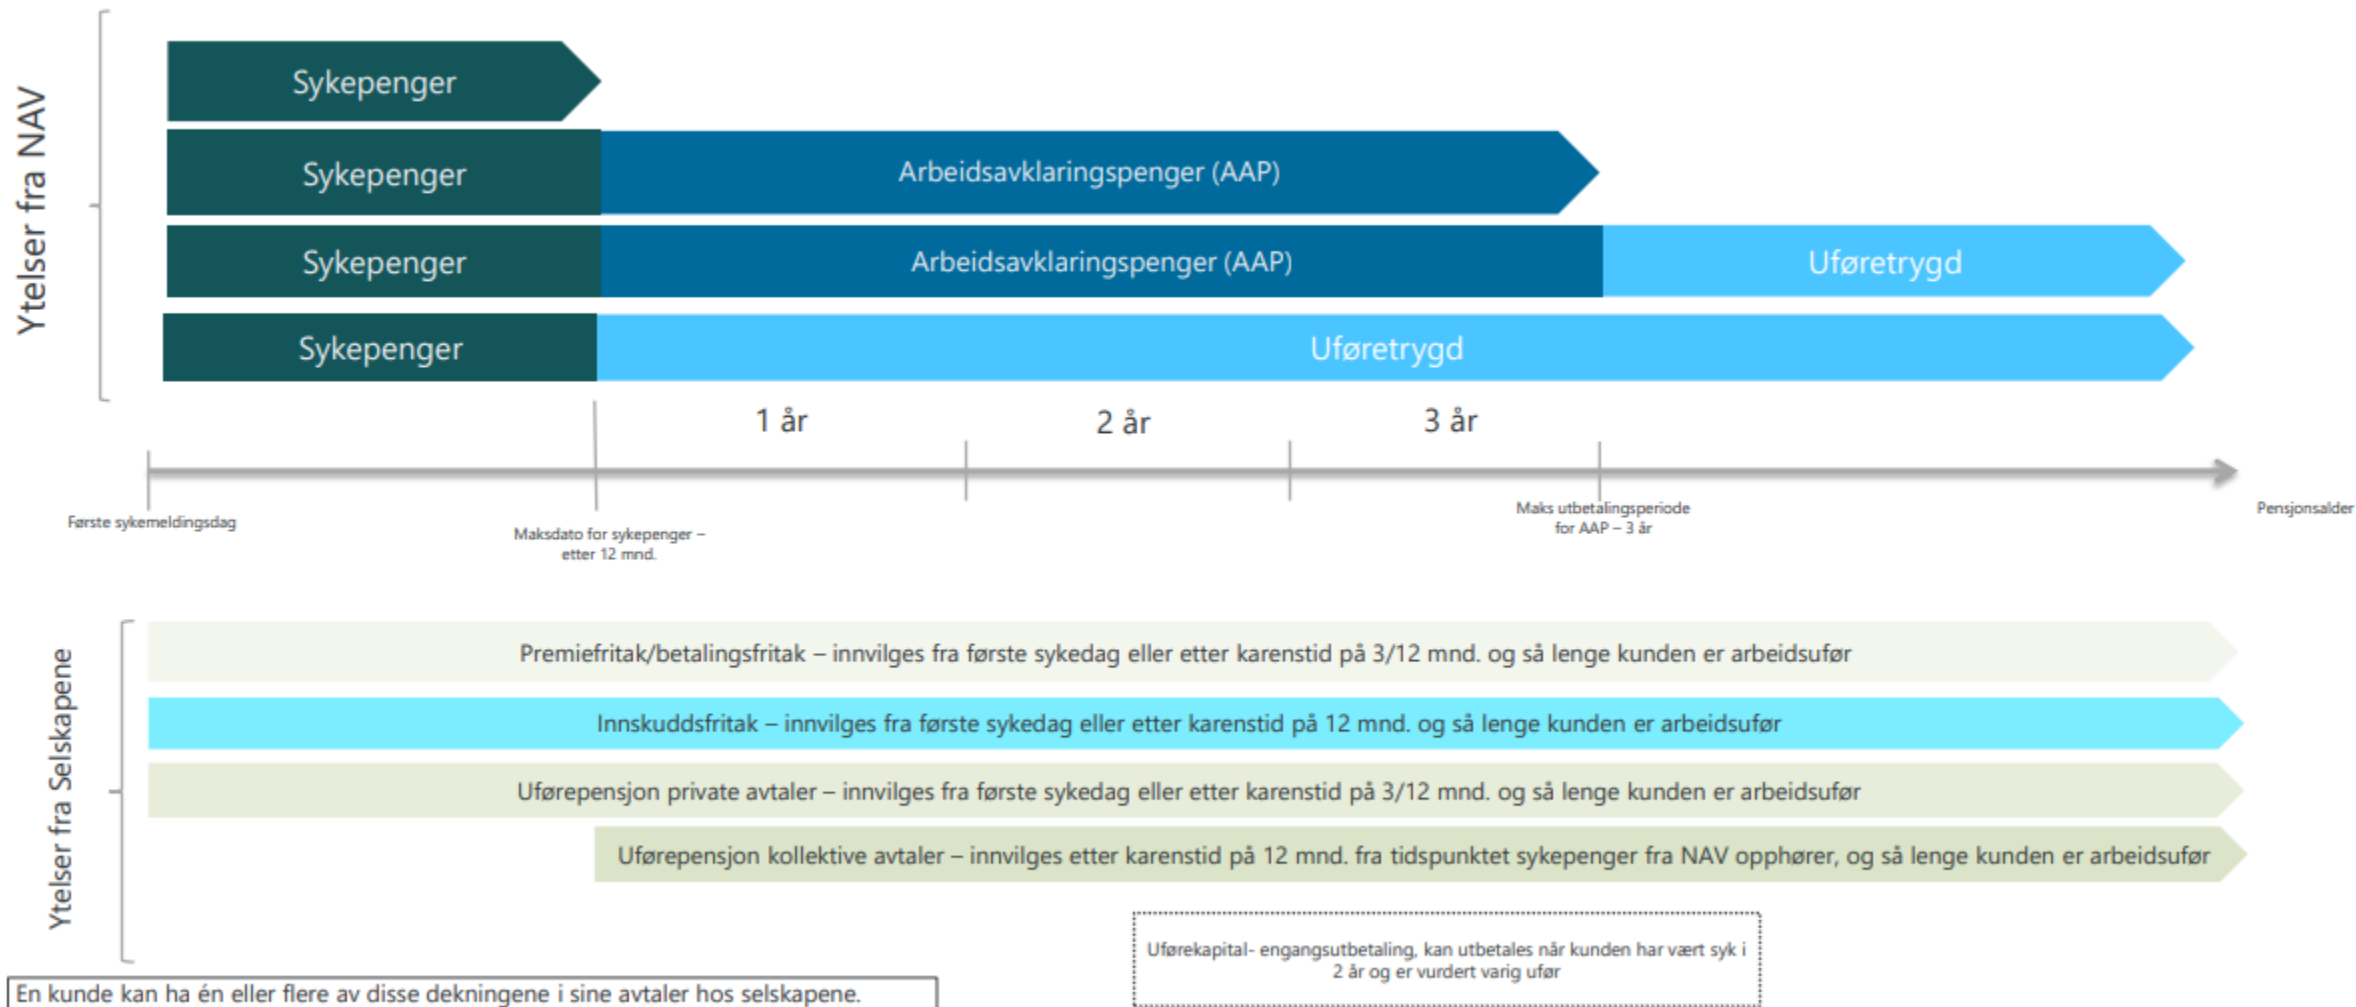 Ytelser fra NAV
Sykepenger
Sykepenger
Arbeidsavklaringspenger (AAP)
Sykepenger
Arbeidsavklaringspenger (AAP)
Uføretrygd
Sykepenger
Uføretrygd
1 år
2 år
3 år
Første sykemeldingsdag
Maksdato for sykepenger –
etter 12 mnd.
Maks utbetalingsperiode
for AAP – 3 år
Pensjonsalder
Ytelser fra Selskapene
Premiefritak/betalingsfritak – innvilges fra første sykedag eller etter karenstid på 3/12 mnd. og så lenge kunden er arbeidsufør
Innskuddsfritak – innvilges fra første sykedag eller etter karenstid på 12 mnd. og så lenge kunden er arbeidsufør
Uførepensjon private avtaler – innvilges fra første sykedag eller etter karenstid på 3/12 mnd. og så lenge kunden er arbeidsufør
Uførepensjon kollektive avtaler – innvilges etter karenstid på 12 mnd. fra tidspunktet sykepenger fra NAV opphører, og så lenge kunden er arbeidsufør
Uførekapital- engangsutbetaling, kan utbetales når kunden har vært syk i
2 år og er vurdert varig ufør
En kunde kan ha én eller flere av disse dekningene i sine avtaler hos selskapene.